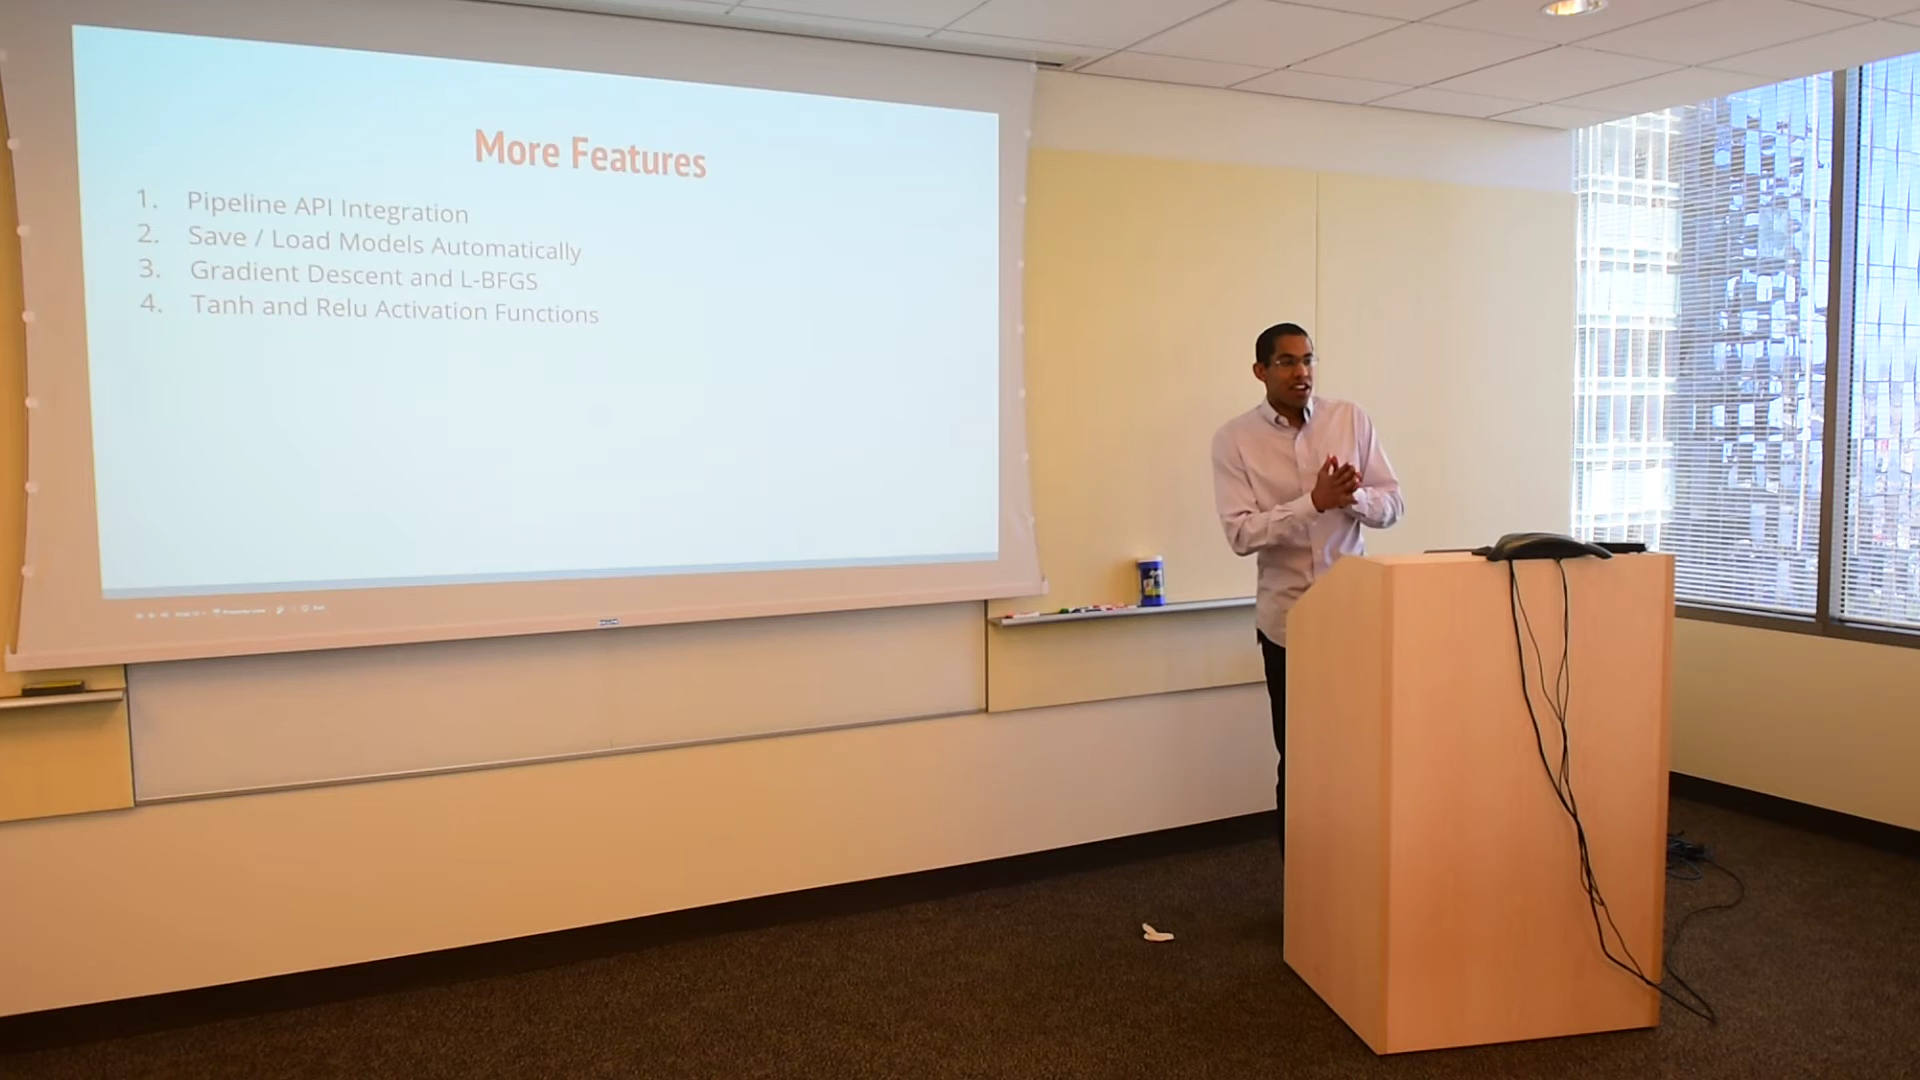 More Features
1. Pipeline API Integration
2. Save / Load Models Automatically
3. Gradient Descent and L-BFGS
4. Tanh and Relu Activation Functions